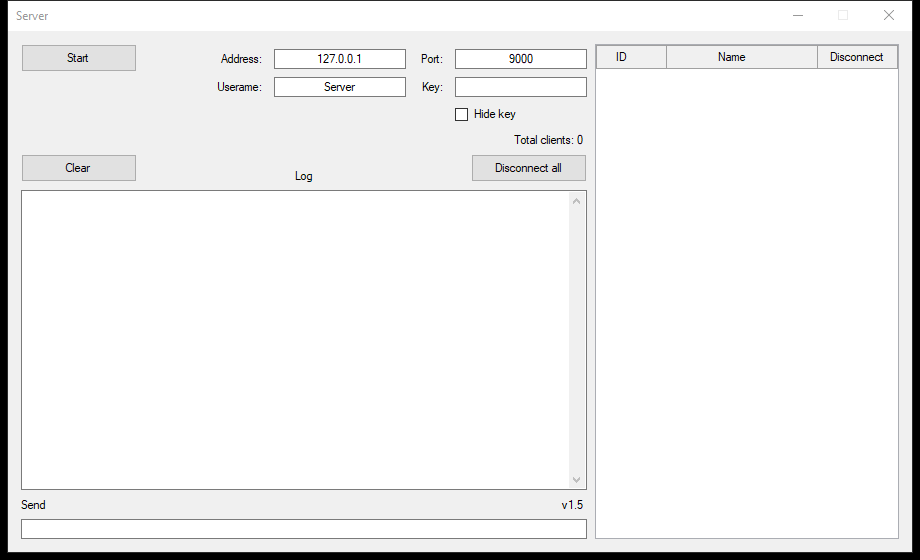 Server
Start
Address: 127.0.0.1 Port: 9000
Userame: Server Key:
Hide key
Total clients: 0
Clear
Log
Disconnect all
Send
v1.5
ID Name Disconnect